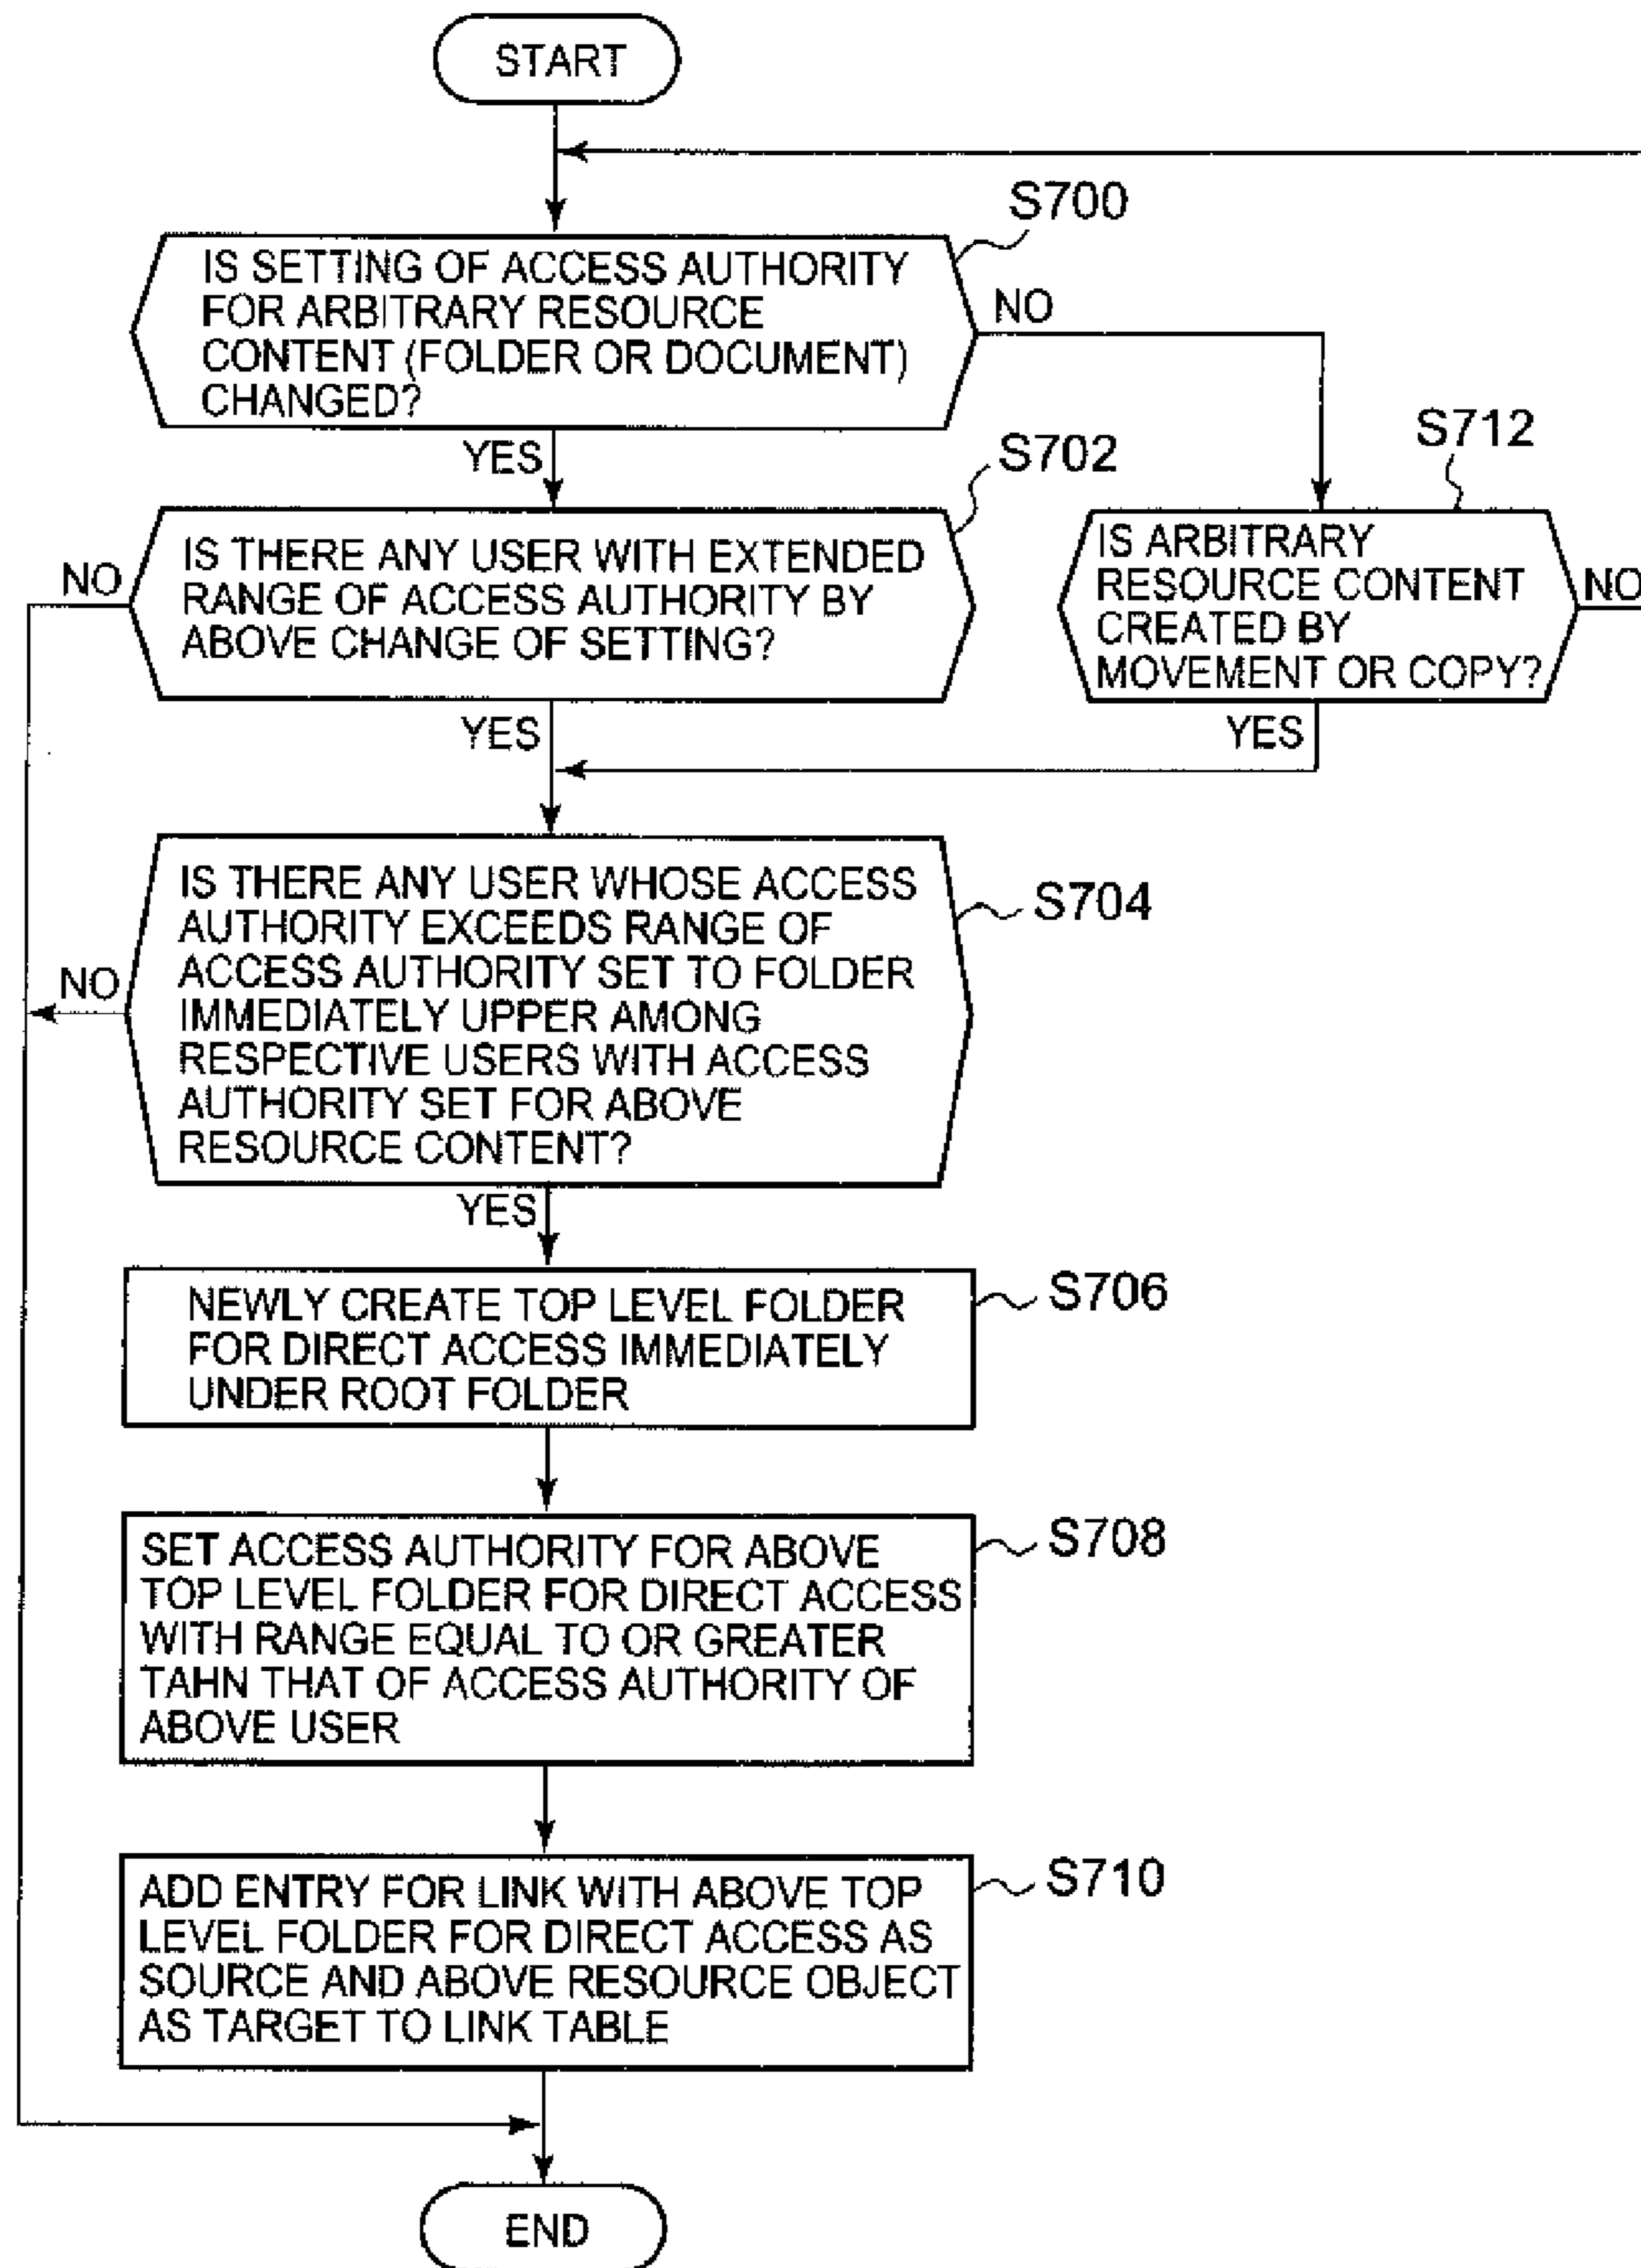 START
S700
IS SETTING OF ACCESS AUTHORITY
FOR ARBITRARY RESOURCE
CONTENT (FOLDER OR DOCUMENT)
CHANGED?
NO
YES
S702
S712
IS THERE ANY USER WITH EXTENDED
RANGE OF ACCESS AUTHORITY BY
ABOVE CHANGE OF SETTING?
NO
YES
IS ARBITRARY
RESOURCE CONTENT
CREATED BY
MOVEMENT OR COPY?
NO
YES
S704
IS THERE ANY USER WHOSE ACCESS
AUTHORITY EXCEEDS RANGE OF
ACCESS AUTHORITY SET TO FOLDER
IMMEDIATELY UPPER AMONG
RESPECTIVE USERS WITH ACCESS
AUTHORITY SET FOR ABOVE
RESOURCE CONTENT?
NO
YES
S706
NEWLY CREATE TOP LEVEL FOLDER
FOR DIRECT ACCESS IMMEDIATELY
UNDER ROOT FOLDER
S708
SET ACCESS AUTHORITY FOR ABOVE
TOP LEVEL FOLDER FOR DIRECT ACCESS
WITH RANGE EQUAL TO OR GREATER
TAHN THAT OF ACCESS AUTHORITY OF
ABOVE USER
S710
ADD ENTRY FOR LINK WITH ABOVE TOP
LEVEL FOLDER FOR DIRECT ACCESS AS
SOURCE AND ABOVE RESOURCE OBJECT
AS TARGET TO LINK TABLE
END